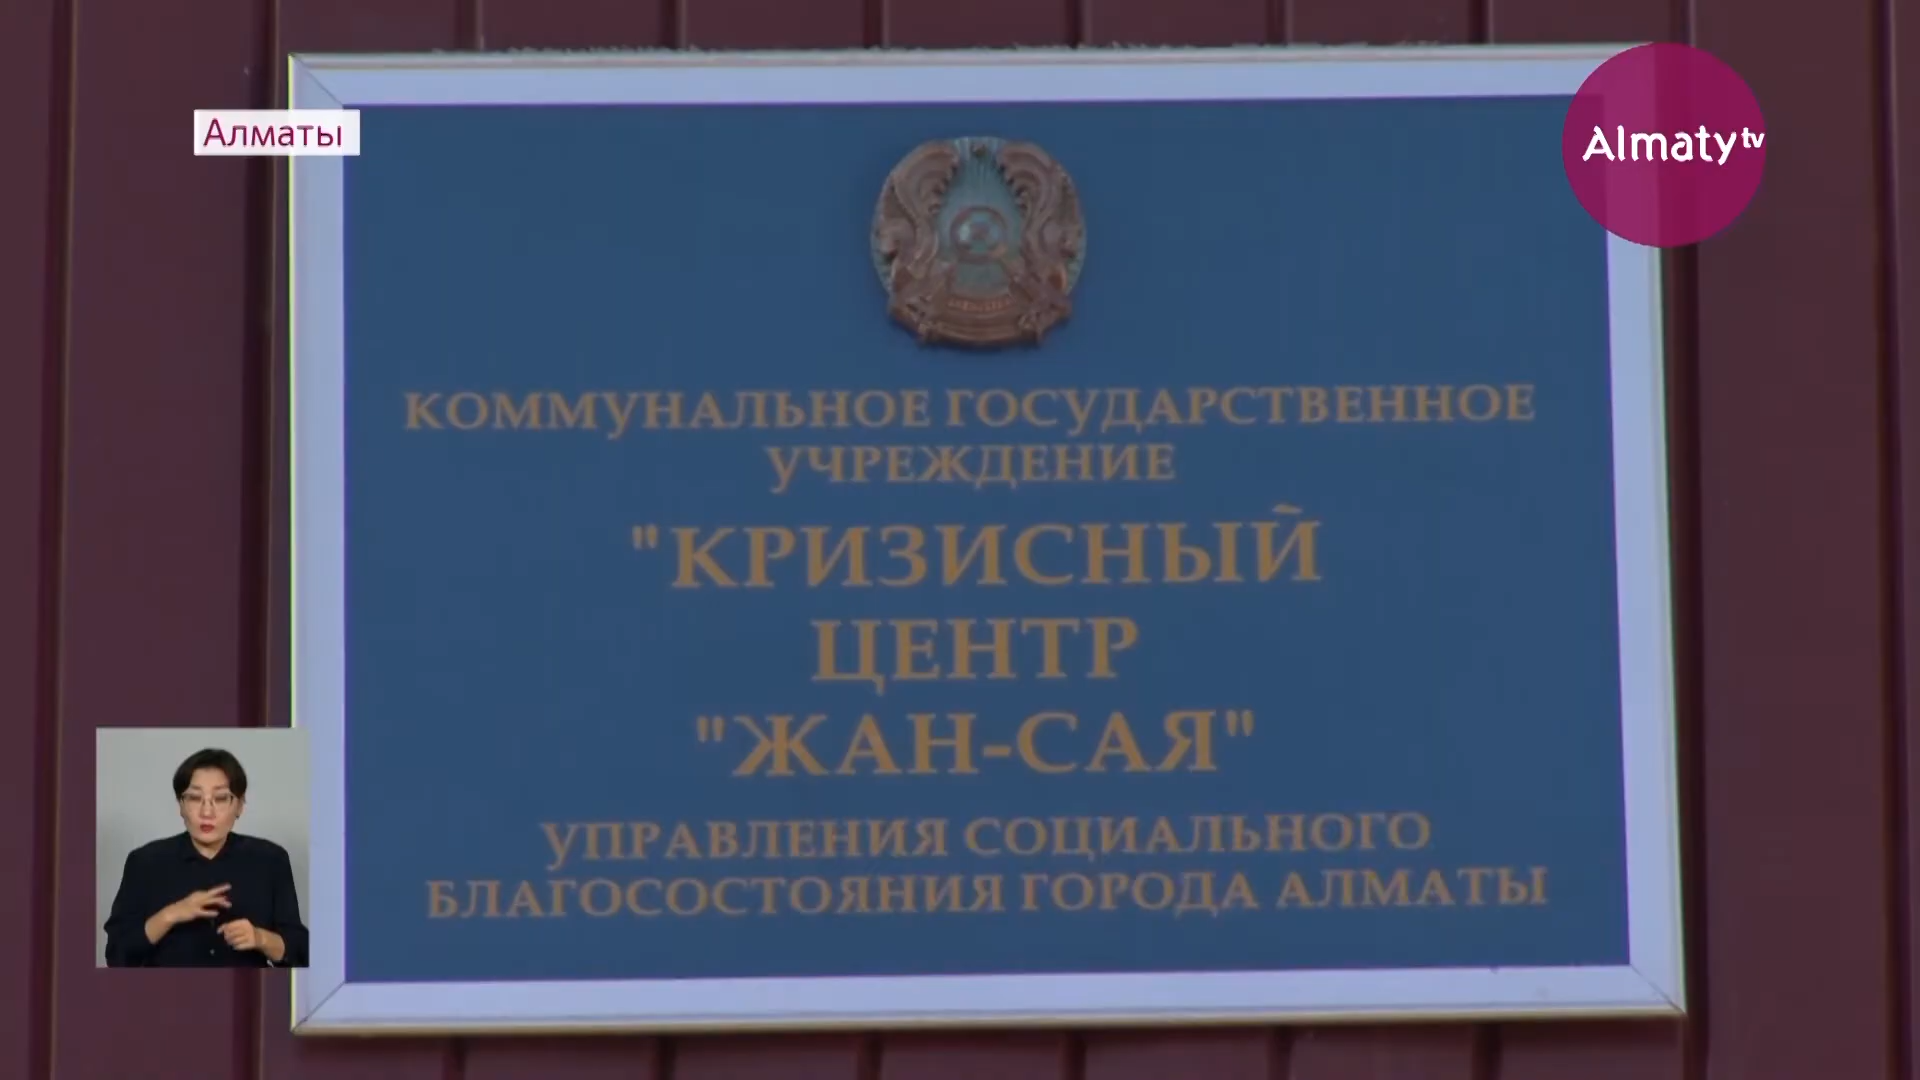 Алматы
Almaty tv
КОММУНАЛЬНОЕ ГОСУДАРСТВЕННОЕ
УЧРЕЖДЕНИЕ
"КРИЗИСНЫЙ
ЦЕНТР
"ЖАН-САЯ"
УПРАВЛЕНИЯ СОЦИАЛЬНОГО
БЛАГОСОСТОЯНИЯ ГОРОДА АЛМАТЫ